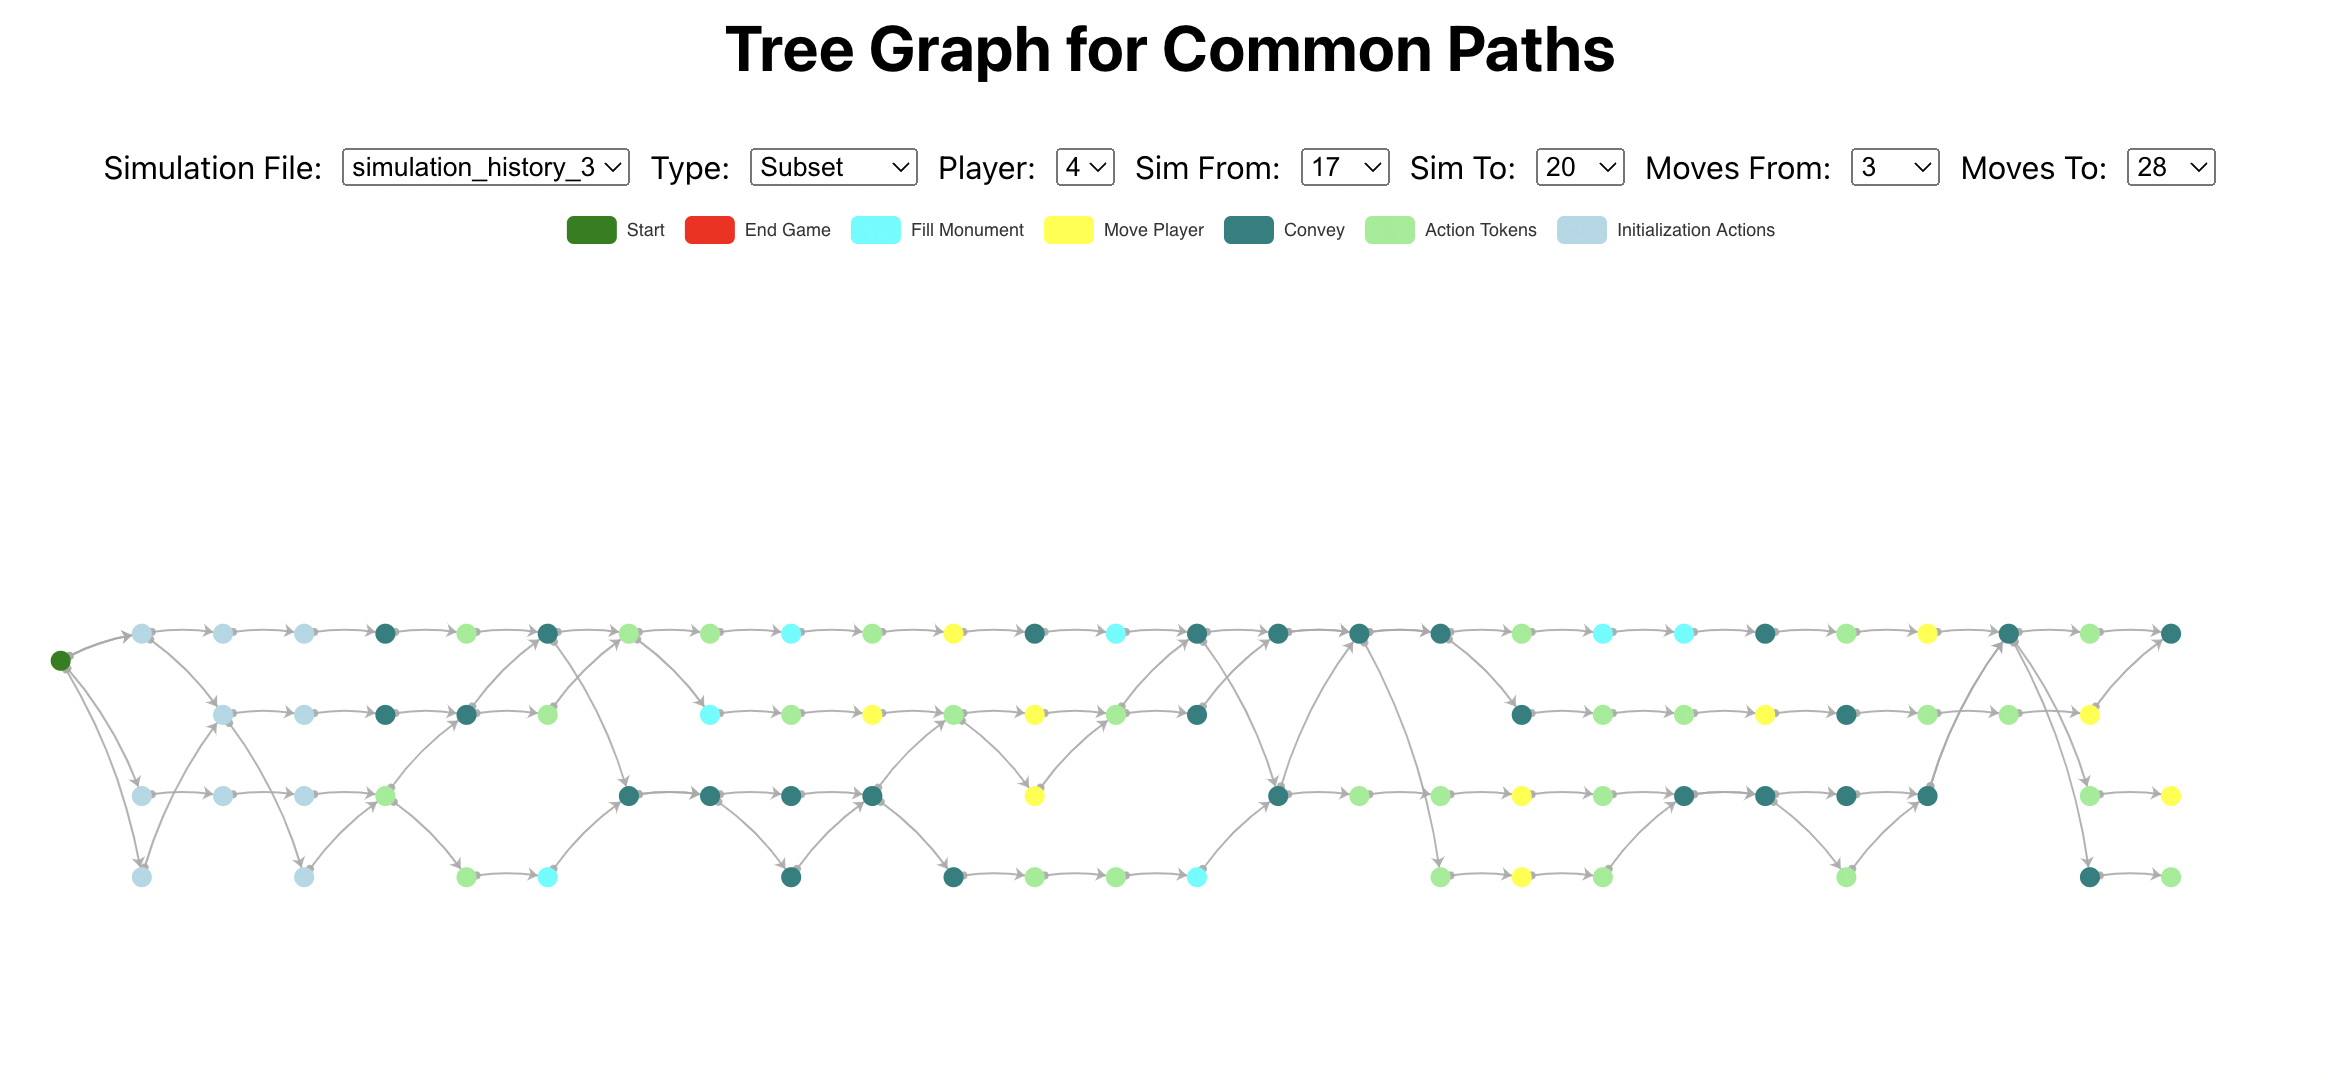 Tree Graph for Common Paths
Simulation File: simulation_history_3 Type: Subset Player: 4 Sim From: 17 Sim To: 20 Moves From: 3 Moves To: 28
Start End Game Fill Monument Move Player Convey Action Tokens Initialization Actions